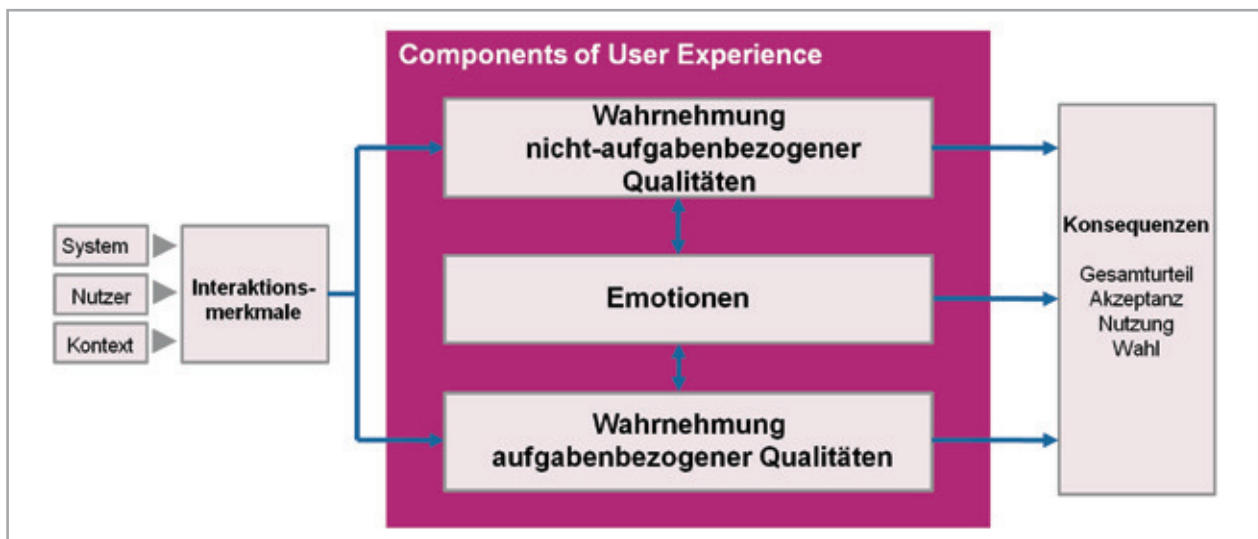 Components of User Experience
Wahrnehmung
nicht-aufgabenbezogener
Qualitäten
System
Nutzer
Kontext
Interaktions-
merkmale
Emotionen
Wahrnehmung
aufgabenbezogener Qualitäten
Konsequenzen
Gesamturteil
Akzeptanz
Nutzung
Wahl